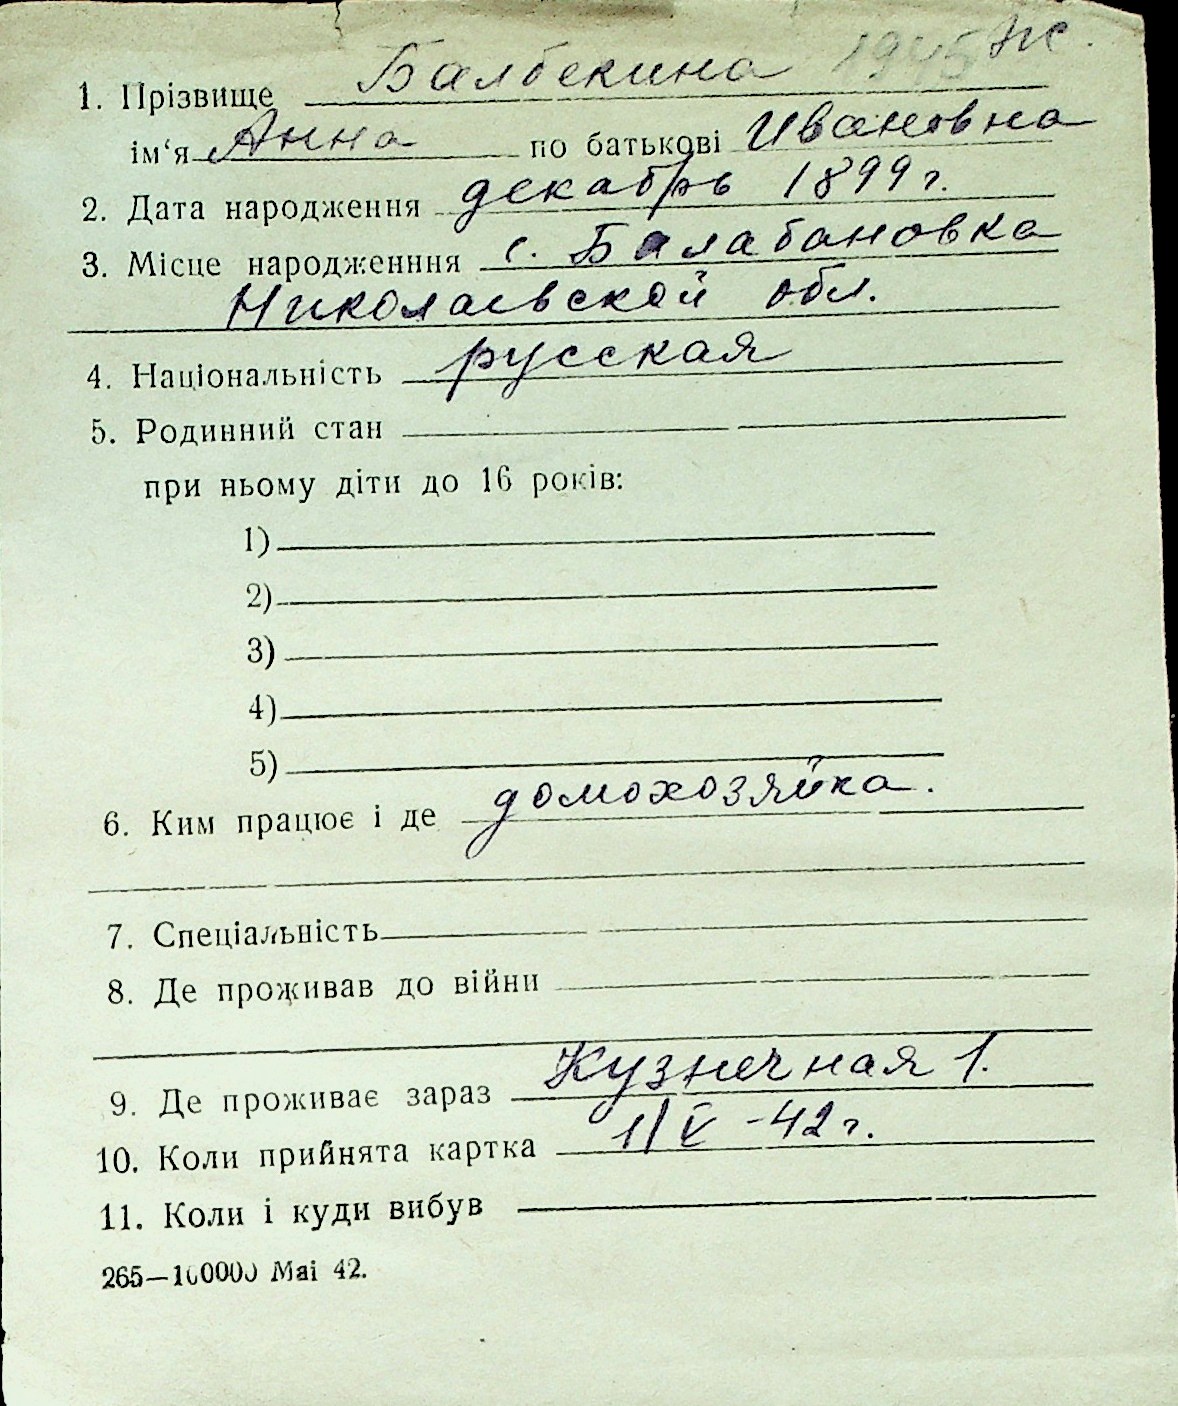 1945 Ж.
1. Прізвище Балбекина
ім‘я Анна по батькові Ивановна
2. Дата народження декабрь 1899 г.
3. Місце народженння с. Балабановка
Николаевской обл.
4. Національність русская
5. Родинний стан
при ньому діти до 16 років:
1)
2)
3)
4)
5)
6. Ким працює і де домохозяйка.
7. Спеціальність
8. Де проживав до війни
9. Де проживає зараз Кузнечная 1.
10. Коли прийнята картка 1/V -42 г.
11. Коли і куди вибув
265—100000 Mai 42.